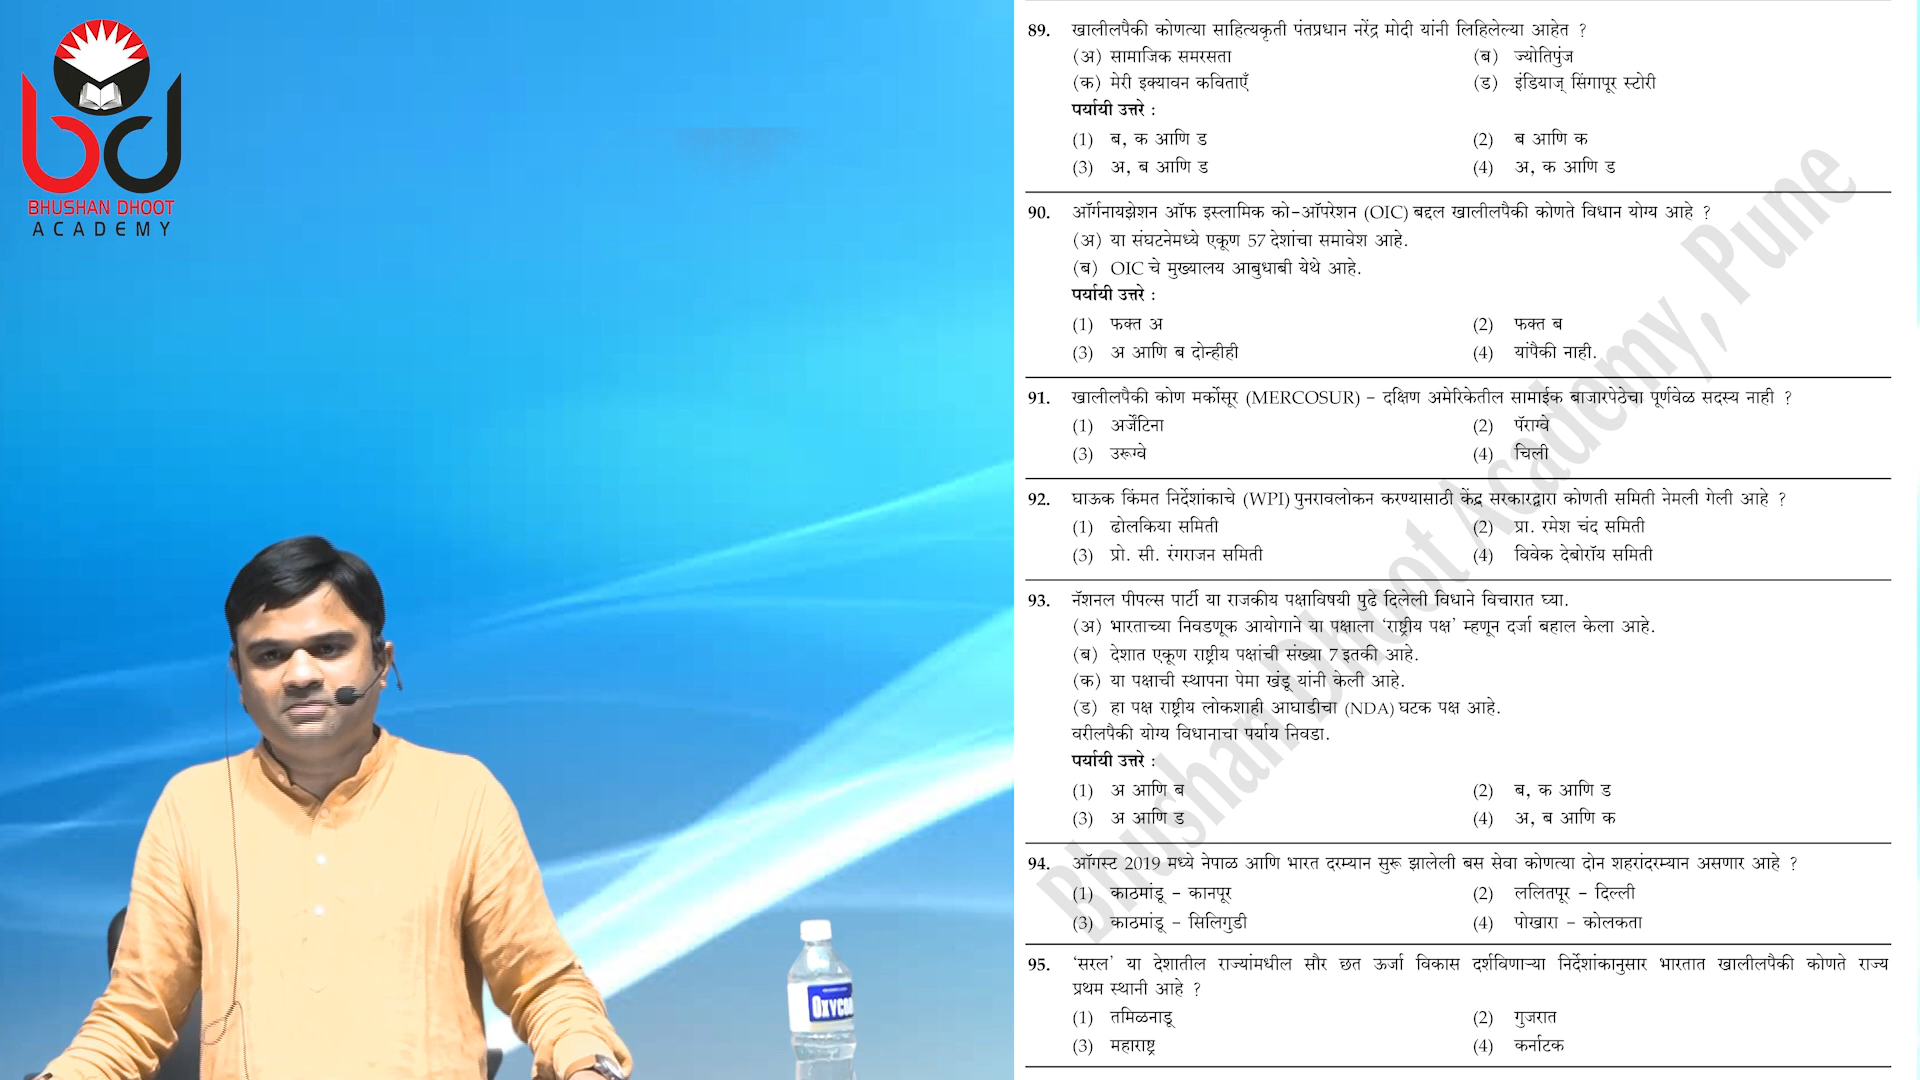 BHUSHAN DHOOT
ACADEMY
89. खालीलपैकी कोणत्या साहित्यकृती पंतप्रधान नरेंद्र मोदी यांनी लिहिलेल्या आहेत ?
(अ) सामाजिक समरसता (ब) ज्योतिपुंज
(क) मेरी इक्यावन कविताएँ (ड) इंडियाज् सिंगापूर स्टोरी
पर्यायी उत्तरे :
(1) ब, क आणि ड (2) ब आणि क
(3) अ, ब आणि ड (4) अ, क आणि ड
90. ऑर्गनायझेशन ऑफ इस्लामिक को-ऑपरेशन (OIC) बद्दल खालीलपैकी कोणते विधान योग्य आहे ?
(अ) या संघटनेमध्ये एकूण 57 देशांचा समावेश आहे.
(ब) OIC चे मुख्यालय आबुधाबी येथे आहे.
पर्यायी उत्तरे :
(1) फक्त अ (2) फक्त ब
(3) अ आणि ब दोन्हीही (4) यांपैकी नाही.
91. खालीलपैकी कोण मर्कोसूर (MERCOSUR) – दक्षिण अमेरिकेतील सामाईक बाजारपेठेचा पूर्णवेळ सदस्य नाही ?
(1) अर्जेंटिना (2) पॅराग्वे
(3) उरूग्वे (4) चिली
92. घाऊक किंमत निर्देशांकाचे (WPI) पुनरावलोकन करण्यासाठी केंद्र सरकारद्वारा कोणती समिती नेमली गेली आहे ?
(1) ढोलकिया समिती (2) प्रा. रमेश चंद समिती
(3) प्रो. सी. रंगराजन समिती (4) विवेक देबोरॉय समिती
93. नॅशनल पीपल्स पार्टी या राजकीय पक्षाविषयी पुढे दिलेली विधाने विचारात घ्या.
(अ) भारताच्या निवडणूक आयोगाने या पक्षाला ‘राष्ट्रीय पक्ष’ म्हणून दर्जा बहाल केला आहे.
(ब) देशात एकूण राष्ट्रीय पक्षांची संख्या 7 इतकी आहे.
(क) या पक्षाची स्थापना पेमा खंडू यांनी केली आहे.
(ड) हा पक्ष राष्ट्रीय लोकशाही आघाडीचा (NDA) घटक पक्ष आहे.
वरीलपैकी योग्य विधानाचा पर्याय निवडा.
पर्यायी उत्तरे :
(1) अ आणि ब (2) ब, क आणि ड
(3) अ आणि ड (4) अ, ब आणि क
94. ऑगस्ट 2019 मध्ये नेपाळ आणि भारत दरम्यान सुरू झालेली बस सेवा कोणत्या दोन शहरांदरम्यान असणार आहे ?
(1) काठमांडू – कानपूर (2) ललितपूर – दिल्ली
(3) काठमांडू – सिलिगुडी (4) पोखारा – कोलकता
95. ‘सरल’ या देशातील राज्यांमधील सौर छत ऊर्जा विकास दर्शविणाऱ्या निर्देशांकानुसार भारतात खालीलपैकी कोणते राज्य
प्रथम स्थानी आहे ?
(1) तमिळनाडू (2) गुजरात
(3) महाराष्ट्र (4) कर्नाटक
Bhushan Dhoot Academy, Pune